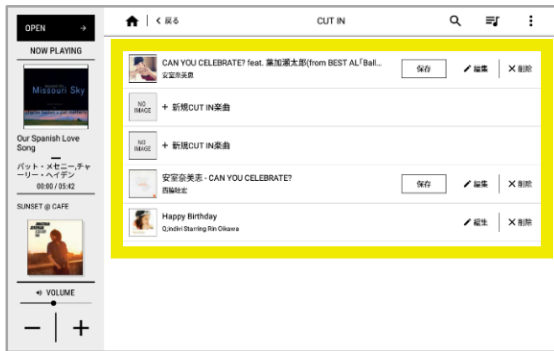 OPEN →
NOW PLAYING
Missouri Sky
Our Spanish Love
Song
パット・メセニー,チャ
ーリー・ヘイデン
00:00 / 05:42
SUNSET @ CAFE
VOLUME
− +
< 戻る
CUT IN
CAN YOU CELEBRATE? feat. 葉加瀬太郎(from BEST AL「Ball...
安室奈美恵
保存
編集
削除
NO
IMAGE
+ 新規CUT IN楽曲
NO
IMAGE
+ 新規CUT IN楽曲
安室奈美恵 - CAN YOU CELEBRATE?
保存
編集
削除
Happy Birthday
Q;indivi Starring Rin Oikawa
編集
削除